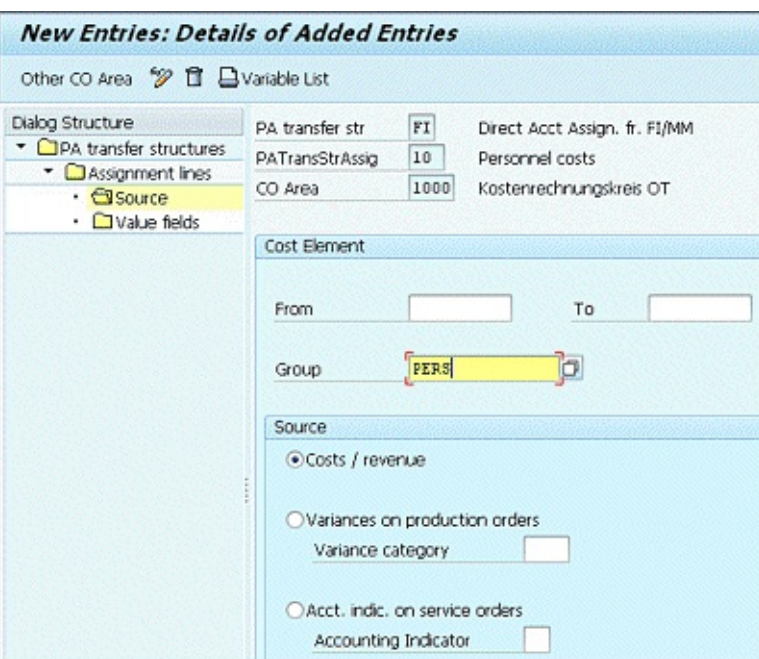 New Entries: Details of Added Entries
Other CO Area Variable List
Dialog Structure
PA transfer structures
Assignment lines
Source
Value fields
PA transfer str FI Direct Acct Assign. fr. FI/MM
PATransStrAssig 10 Personnel costs
CO Area 1000 Kostenrechnungskreis OT
Cost Element
From To
Group PERS
Source
Costs / revenue
Variances on production orders
Variance category
Acct. indic. on service orders
Accounting Indicator